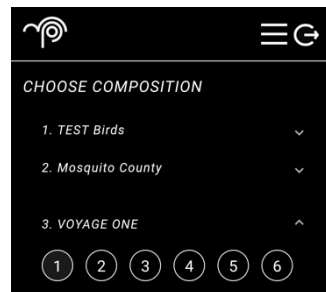 CHOOSE COMPOSITION
1. TEST Birds
2. Mosquito County
3. VOYAGE ONE
1 2 3 4 5 6